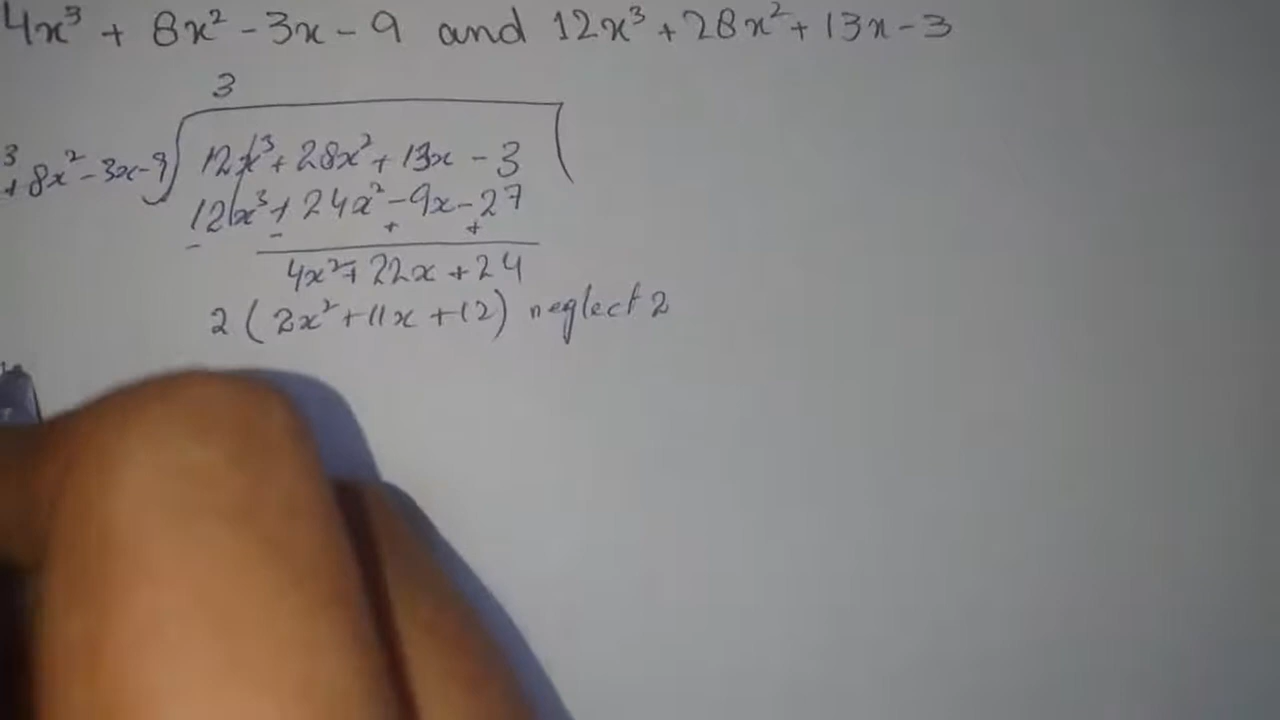 4x³ + 8x² - 3x - 9 and 12x³ + 28x² + 13x - 3
3
³ + 8x² - 3x - 9) 12x³ + 28x² + 13x - 3 (
12x³ + 24x² - 9x - 27
- - + +
4x² + 22x + 24
2 ( 2x² + 11x + 12) neglect 2